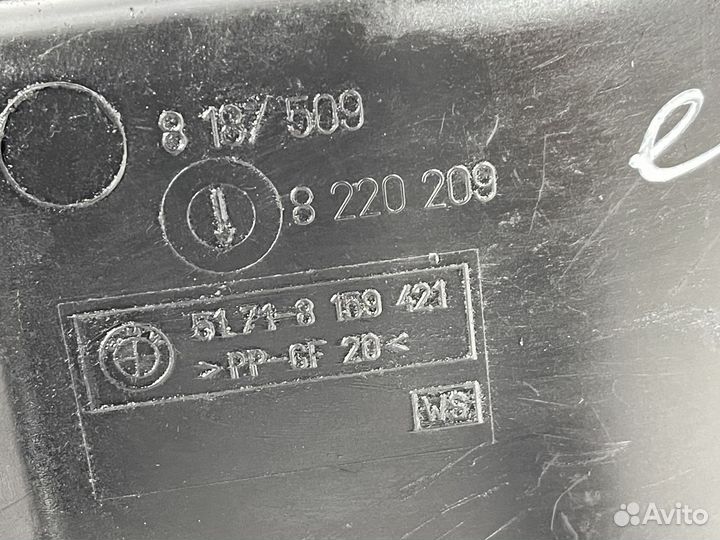 8 187 509
8 220 209
51.71-8 159 421
>PP-GF 20<
WS
e
Avito